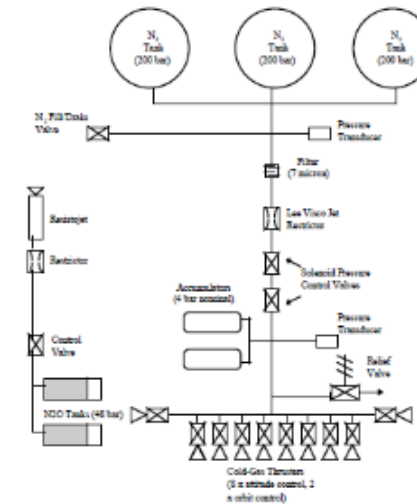 N₂
Tank
(200 bar)
N₂
Tank
(200 bar)
N₂
Tank
(200 bar)
N₂ Fill/Drain
Valve
Pressure
Transducer
Filter
(7 micron)
Lee Visco Jet
Restrictor
Resistojet
Restrictor
Solenoid Pressure
Control Valves
Accumulators
(4 bar nominal)
Pressure
Transducer
Control
Valve
Relief
Valve
N2O Tanks (48 bar)
Cold-Gas Thrusters
(8 x attitude control, 2
x orbit control)